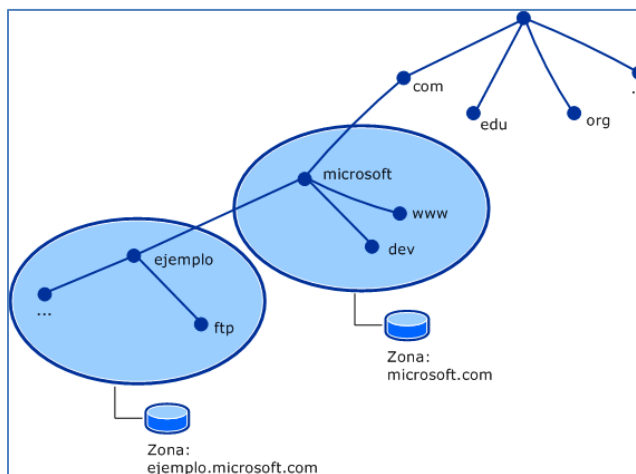 com
...
edu
org
microsoft
www
dev
ejemplo
...
ftp
Zona:
microsoft.com
Zona:
ejemplo.microsoft.com